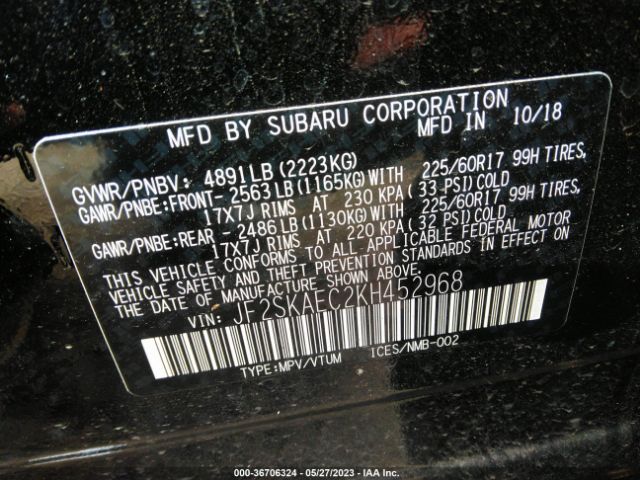 MFD BY SUBARU CORPORATION
MFD IN 10/18
GVWR/PNBV: 4891LB (2223KG)
GAWR/PNBE:FRONT-2563LB (1165KG) WITH 225/60R17 99H TIRES,
17X7J RIMS AT 230 KPA (33 PSI) COLD
GAWR/PNBE:REAR -2486LB (1130KG) WITH 225/60R17 99H TIRES,
17X7J RIMS AT 220 KPA (32 PSI) COLD
THIS VEHICLE CONFORMS TO ALL-APPLICABLE FEDERAL MOTOR
VEHICLE SAFETY AND THEFT PREVENTION STANDARDS IN EFFECT ON
THE DATE OF MANUFACTURE SHOWN ABOVE.
VIN: JF2SKAEC2KH452968
TYPE:MPV/VTUM ICES/NMB-002
000-36706324 — 05/27/2023 — IAA Inc.